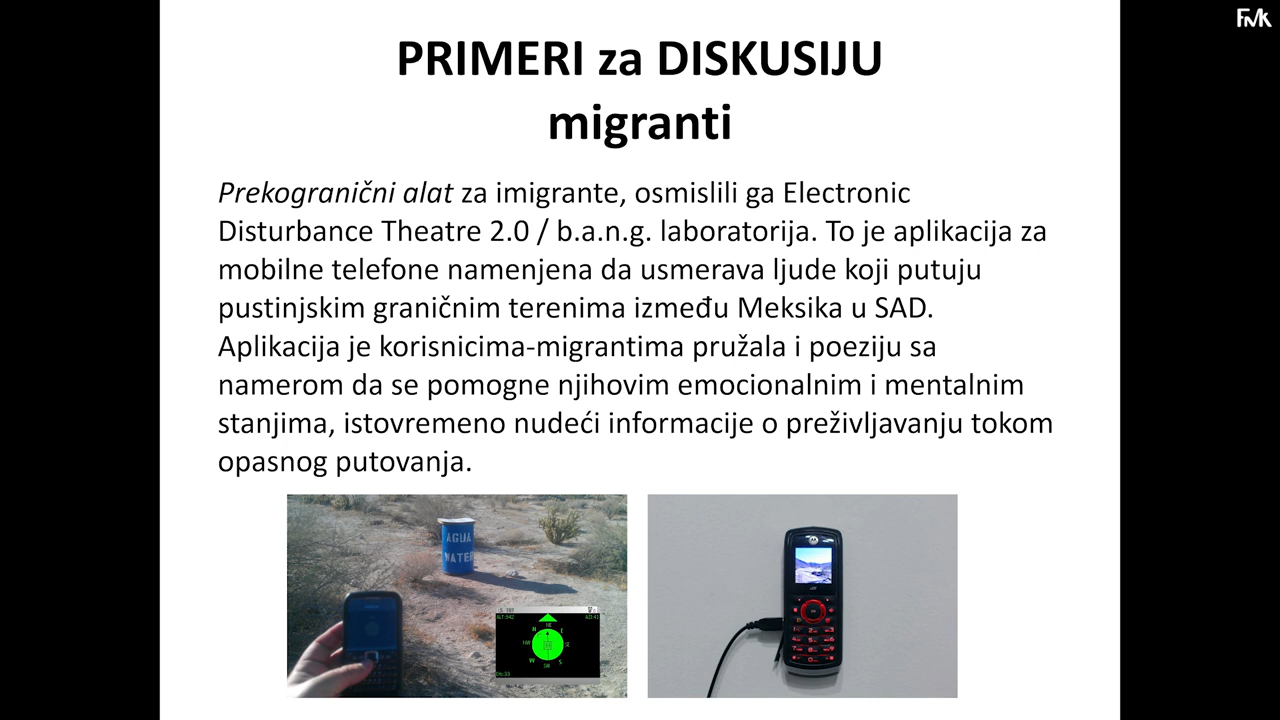 FMK
PRIMERI za DISKUSIJU
migranti
Prekogranični alat za imigrante, osmislili ga Electronic
Disturbance Theatre 2.0 / b.a.n.g. laboratorija. To je aplikacija za
mobilne telefone namenjena da usmerava ljude koji putuju
pustinjskim graničnim terenima između Meksika u SAD.
Aplikacija je korisnicima-migrantima pružala i poeziju sa
namerom da se pomogne njihovim emocionalnim i mentalnim
stanjima, istovremeno nudeći informacije o preživljavanju tokom
opasnog putovanja.
AGUA
WATER